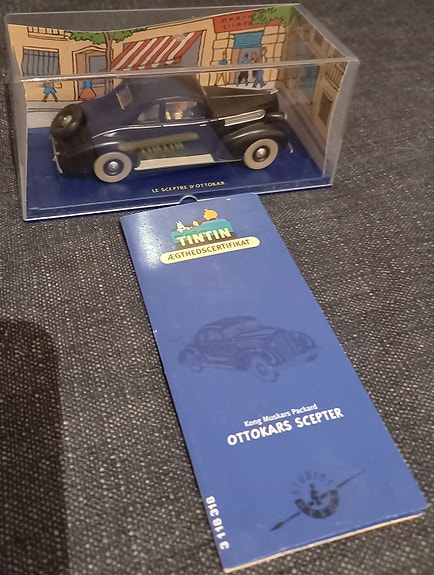 LE SCEPTRE D'OTTOKAR
TINTIN
ÆGTHEDSCERTIFIKAT
Kong Muskars Packard
OTTOKARS SCEPTER
3 118 318